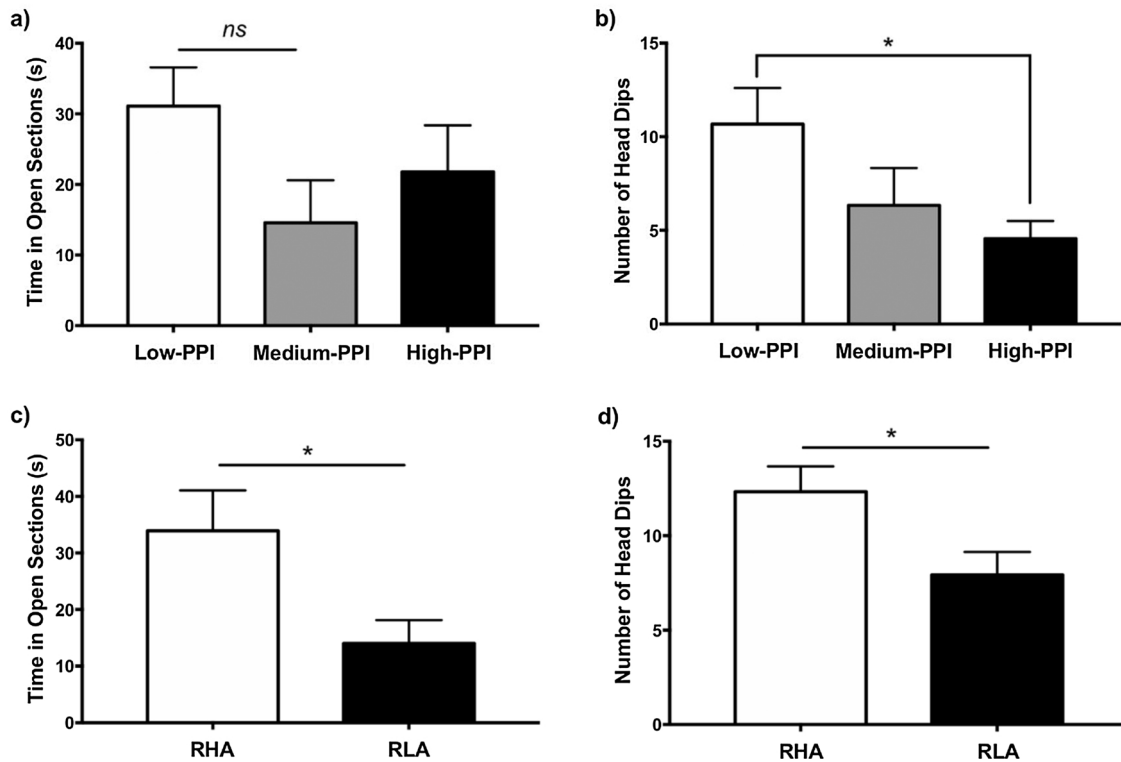 a)
ns
Time in Open Sections (s)
40
30
20
10
0
Low-PPI Medium-PPI High-PPI
b)
*
Number of Head Dips
15
10
5
0
Low-PPI Medium-PPI High-PPI
c)
*
Time in Open Sections (s)
50
40
30
20
10
0
RHA RLA
d)
*
Number of Head Dips
15
10
5
0
RHA RLA